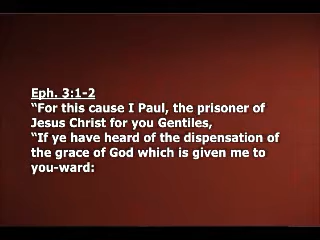 Eph. 3:1-2
“For this cause I Paul, the prisoner of
Jesus Christ for you Gentiles,
“If ye have heard of the dispensation of
the grace of God which is given me to
you-ward: